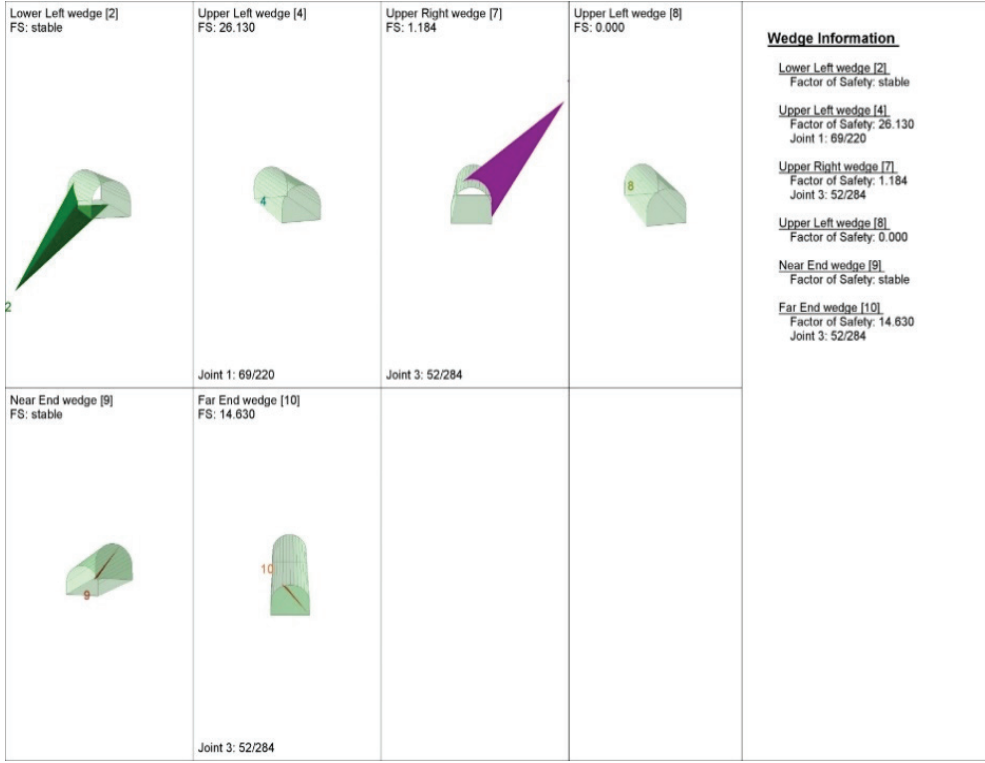 Lower Left wedge [2]
FS: stable
2
Upper Left wedge [4]
FS: 26.130
4
Joint 1: 69/220
Upper Right wedge [7]
FS: 1.184
Joint 3: 52/284
Upper Left wedge [8]
FS: 0.000
8
Near End wedge [9]
FS: stable
9
Far End wedge [10]
FS: 14.630
10
Joint 3: 52/284
Wedge Information
Lower Left wedge [2]
Factor of Safety: stable
Upper Left wedge [4]
Factor of Safety: 26.130
Joint 1: 69/220
Upper Right wedge [7]
Factor of Safety: 1.184
Joint 3: 52/284
Upper Left wedge [8]
Factor of Safety: 0.000
Near End wedge [9]
Factor of Safety: stable
Far End wedge [10]
Factor of Safety: 14.630
Joint 3: 52/284